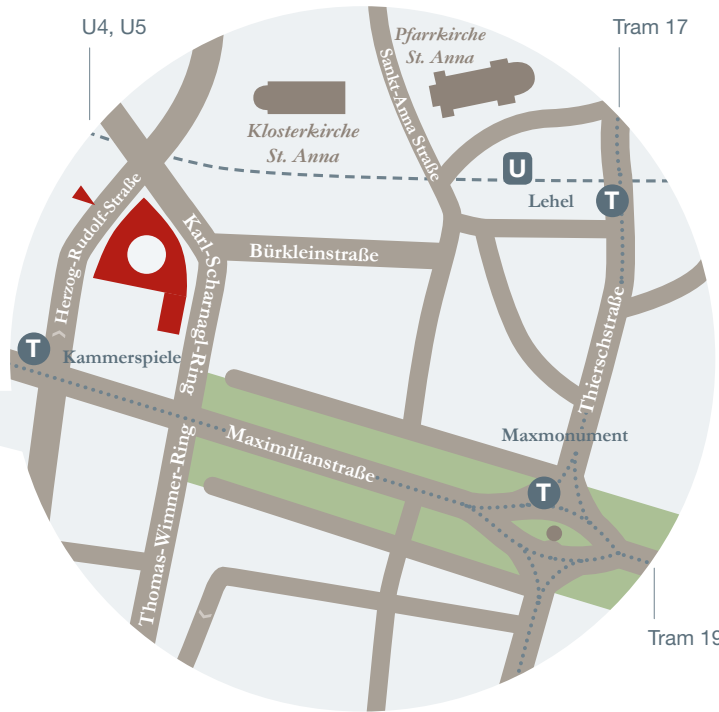 U4, U5
Tram 17
Pfarrkirche
St. Anna
Sankt-Anna Straße
Klosterkirche
St. Anna
U
Lehel
T
Herzog-Rudolf-Straße
Karl-Scharnagl-Ring
Bürkleinstraße
Thierschstraße
T
Kammerspiele
Maximilianstraße
Maxmonument
T
Thomas-Wimmer-Ring
Tram 19